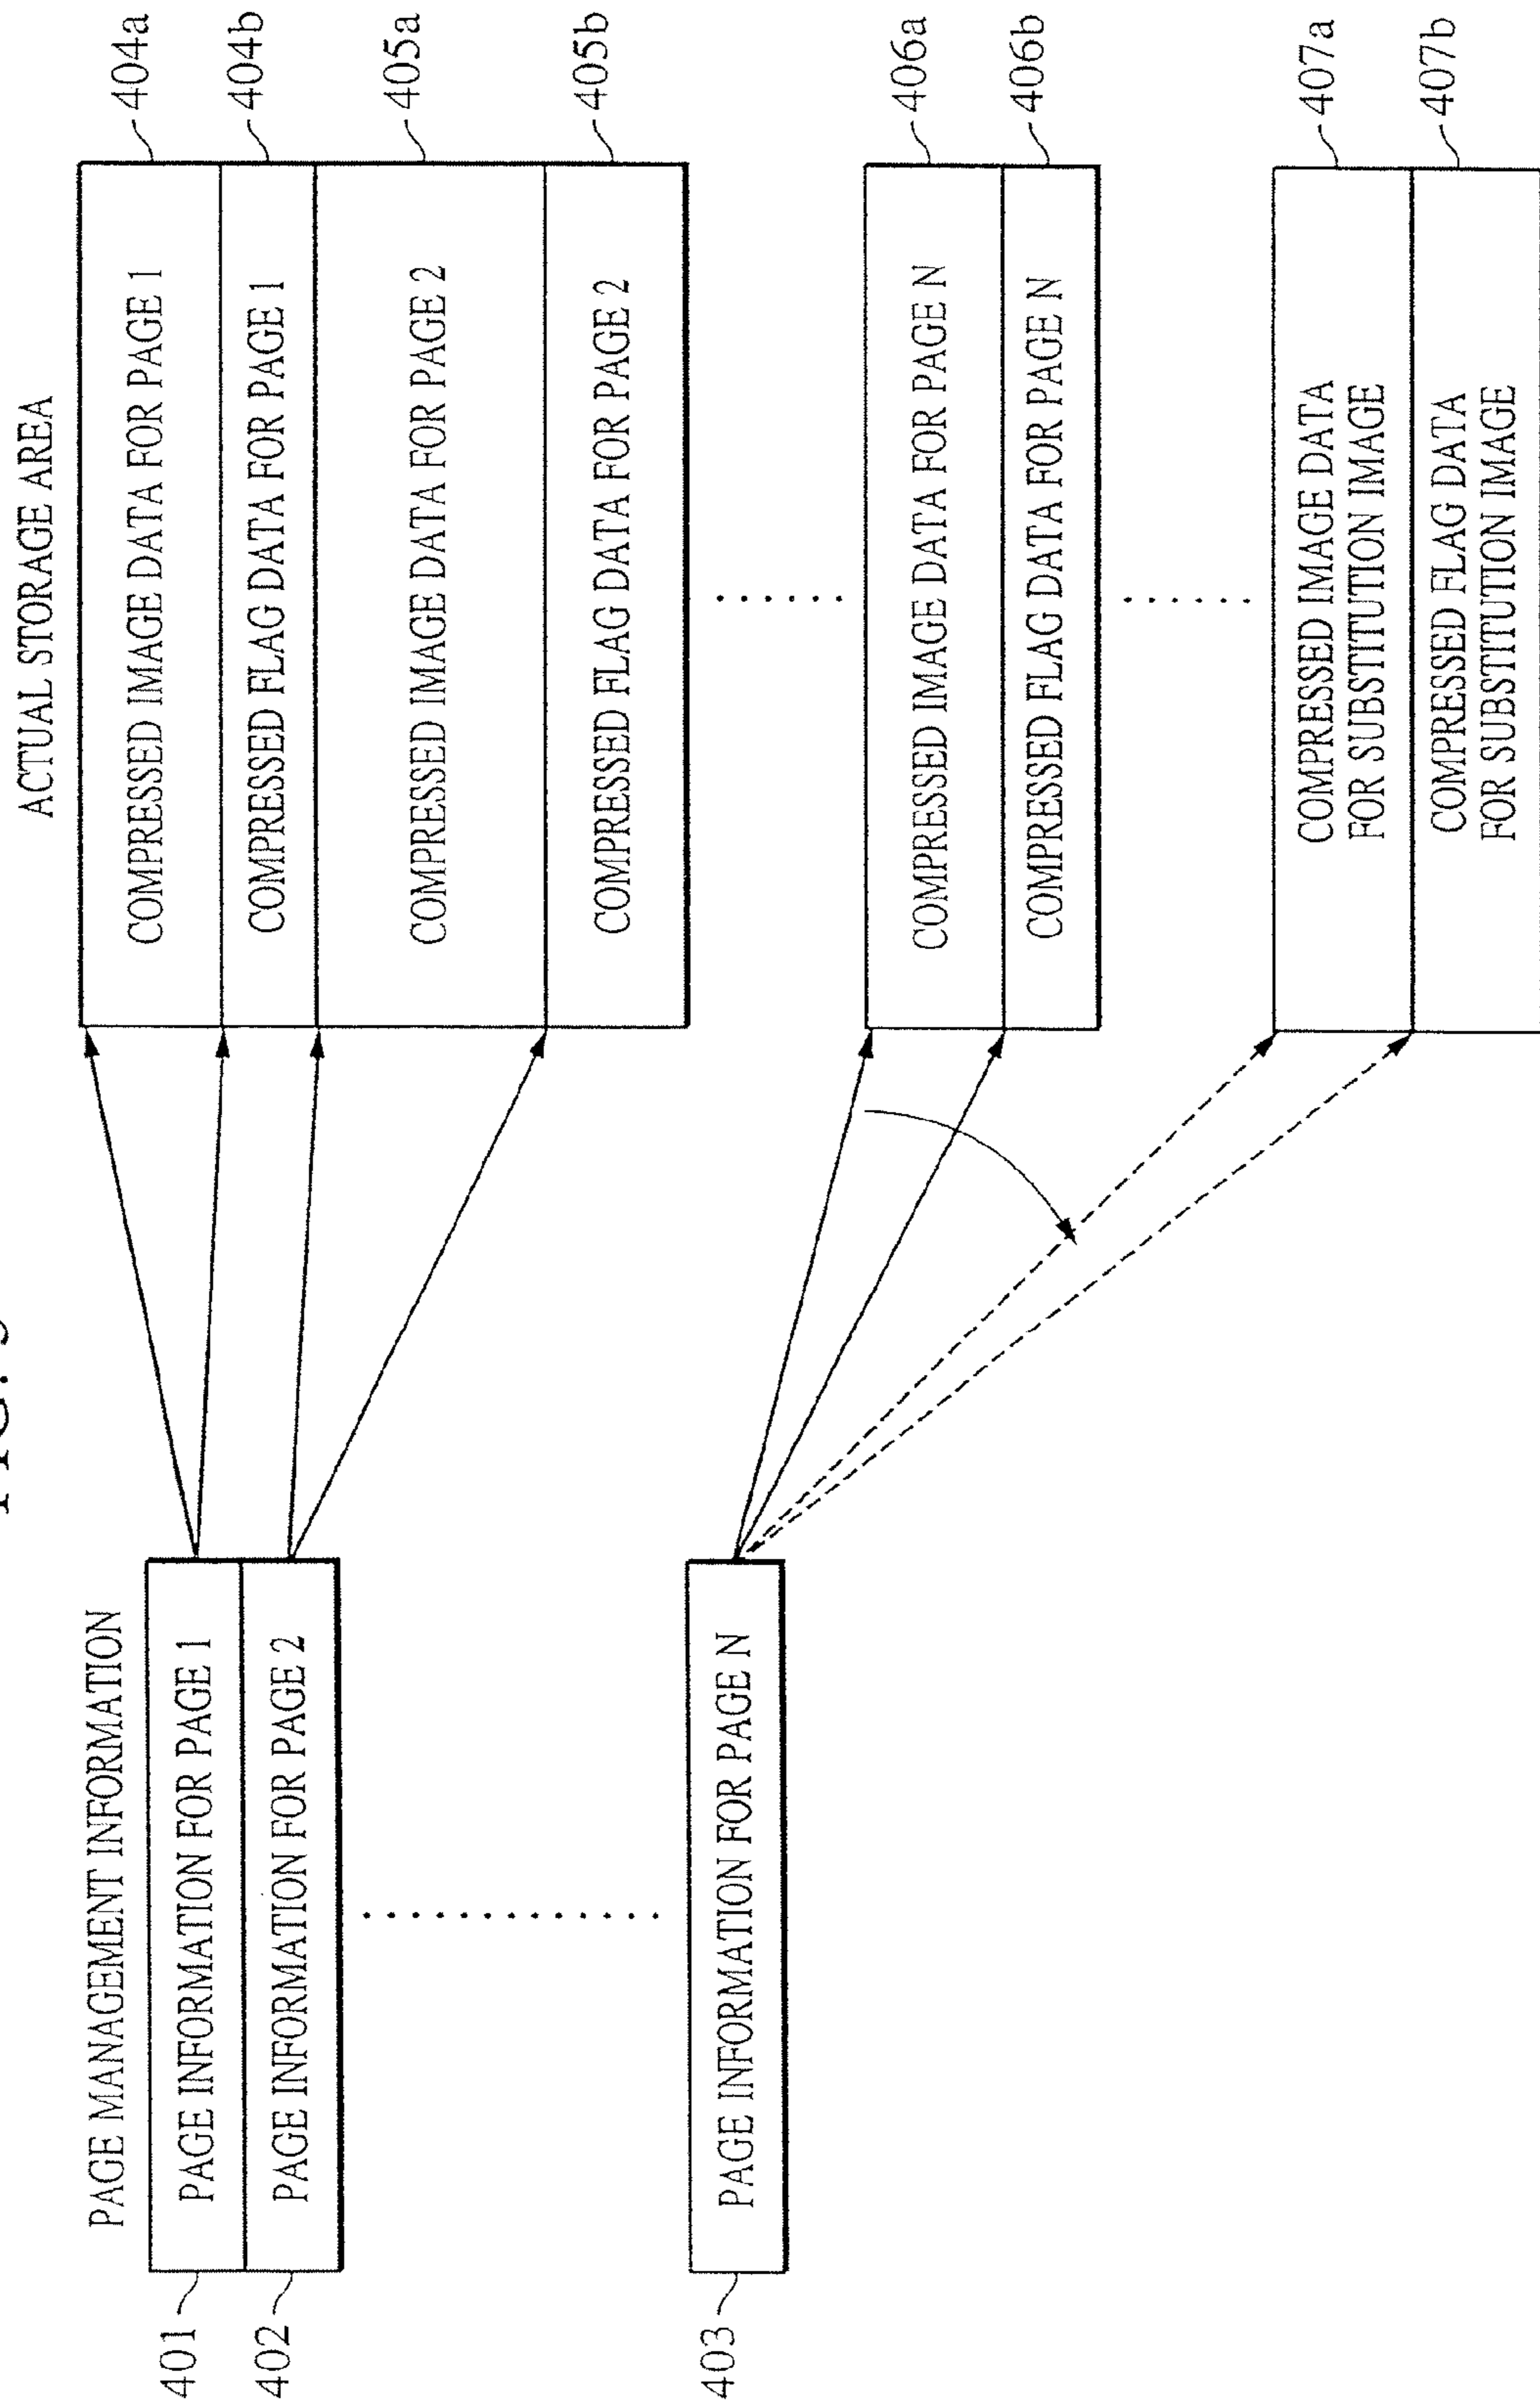 PAGE MANAGEMENT INFORMATION
401
PAGE INFORMATION FOR PAGE 1
402
PAGE INFORMATION FOR PAGE 2
403
PAGE INFORMATION FOR PAGE N
ACTUAL STORAGE AREA
COMPRESSED IMAGE DATA FOR PAGE 1
404a
COMPRESSED FLAG DATA FOR PAGE 1
404b
COMPRESSED IMAGE DATA FOR PAGE 2
405a
COMPRESSED FLAG DATA FOR PAGE 2
405b
COMPRESSED IMAGE DATA FOR PAGE N
406a
COMPRESSED FLAG DATA FOR PAGE N
406b
COMPRESSED IMAGE DATA
FOR SUBSTITUTION IMAGE
407a
COMPRESSED FLAG DATA
FOR SUBSTITUTION IMAGE
407b